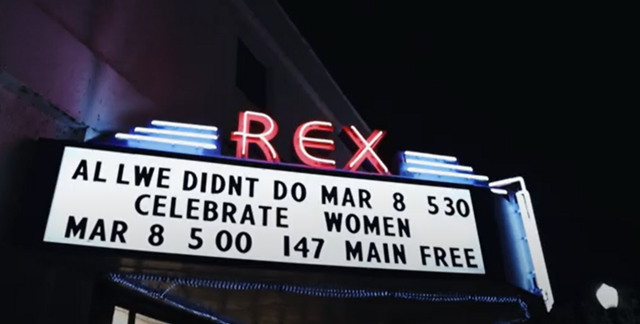 REX
AL LWE DIDNT DO MAR 8 530
CELEBRATE WOMEN
MAR 8 5 00 147 MAIN FREE